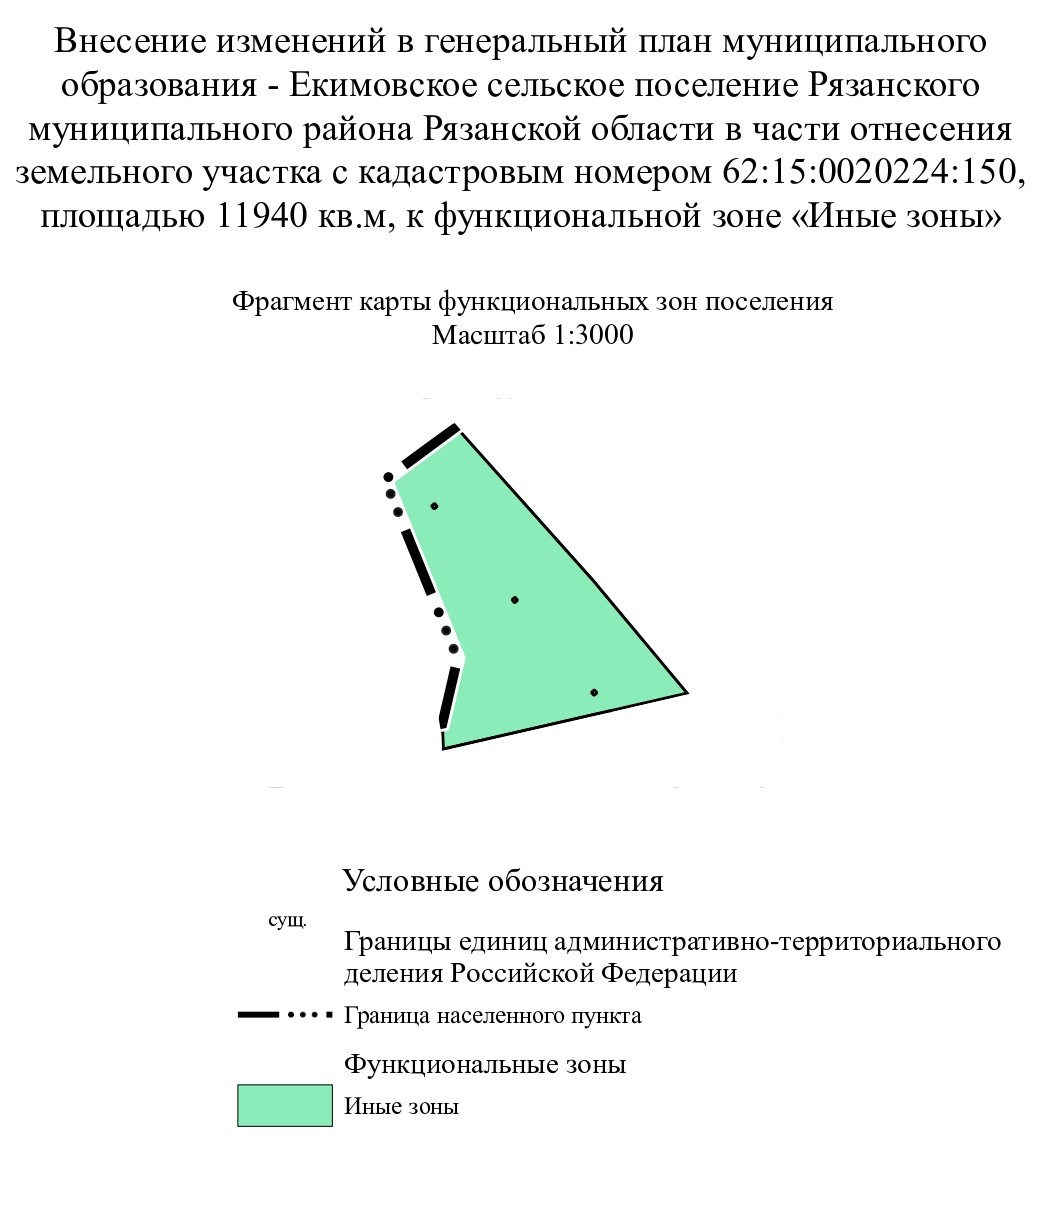 Внесение изменений в генеральный план муниципального
образования - Екимовское сельское поселение Рязанского
муниципального района Рязанской области в части отнесения
земельного участка с кадастровым номером 62:15:0020224:150,
площадью 11940 кв.м, к функциональной зоне «Иные зоны»
Фрагмент карты функциональных зон поселения
Масштаб 1:3000
Условные обозначения
сущ.
Границы единиц административно-территориального
деления Российской Федерации
Граница населенного пункта
Функциональные зоны
Иные зоны